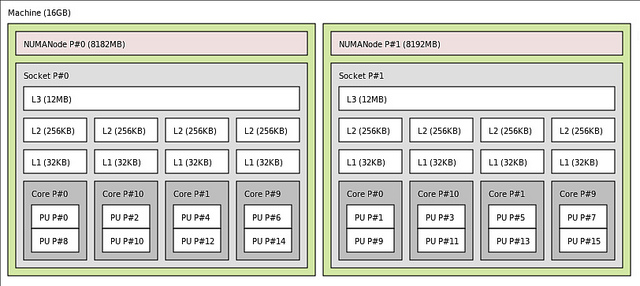 Machine (16GB)
NUMANode P#0 (8182MB)
Socket P#0
L3 (12MB)
L2 (256KB) L2 (256KB) L2 (256KB) L2 (256KB)
L1 (32KB) L1 (32KB) L1 (32KB) L1 (32KB)
Core P#0 Core P#10 Core P#1 Core P#9
PU P#0 PU P#2 PU P#4 PU P#6
PU P#8 PU P#10 PU P#12 PU P#14
NUMANode P#1 (8192MB)
Socket P#1
L3 (12MB)
L2 (256KB) L2 (256KB) L2 (256KB) L2 (256KB)
L1 (32KB) L1 (32KB) L1 (32KB) L1 (32KB)
Core P#0 Core P#10 Core P#1 Core P#9
PU P#1 PU P#3 PU P#5 PU P#7
PU P#9 PU P#11 PU P#13 PU P#15